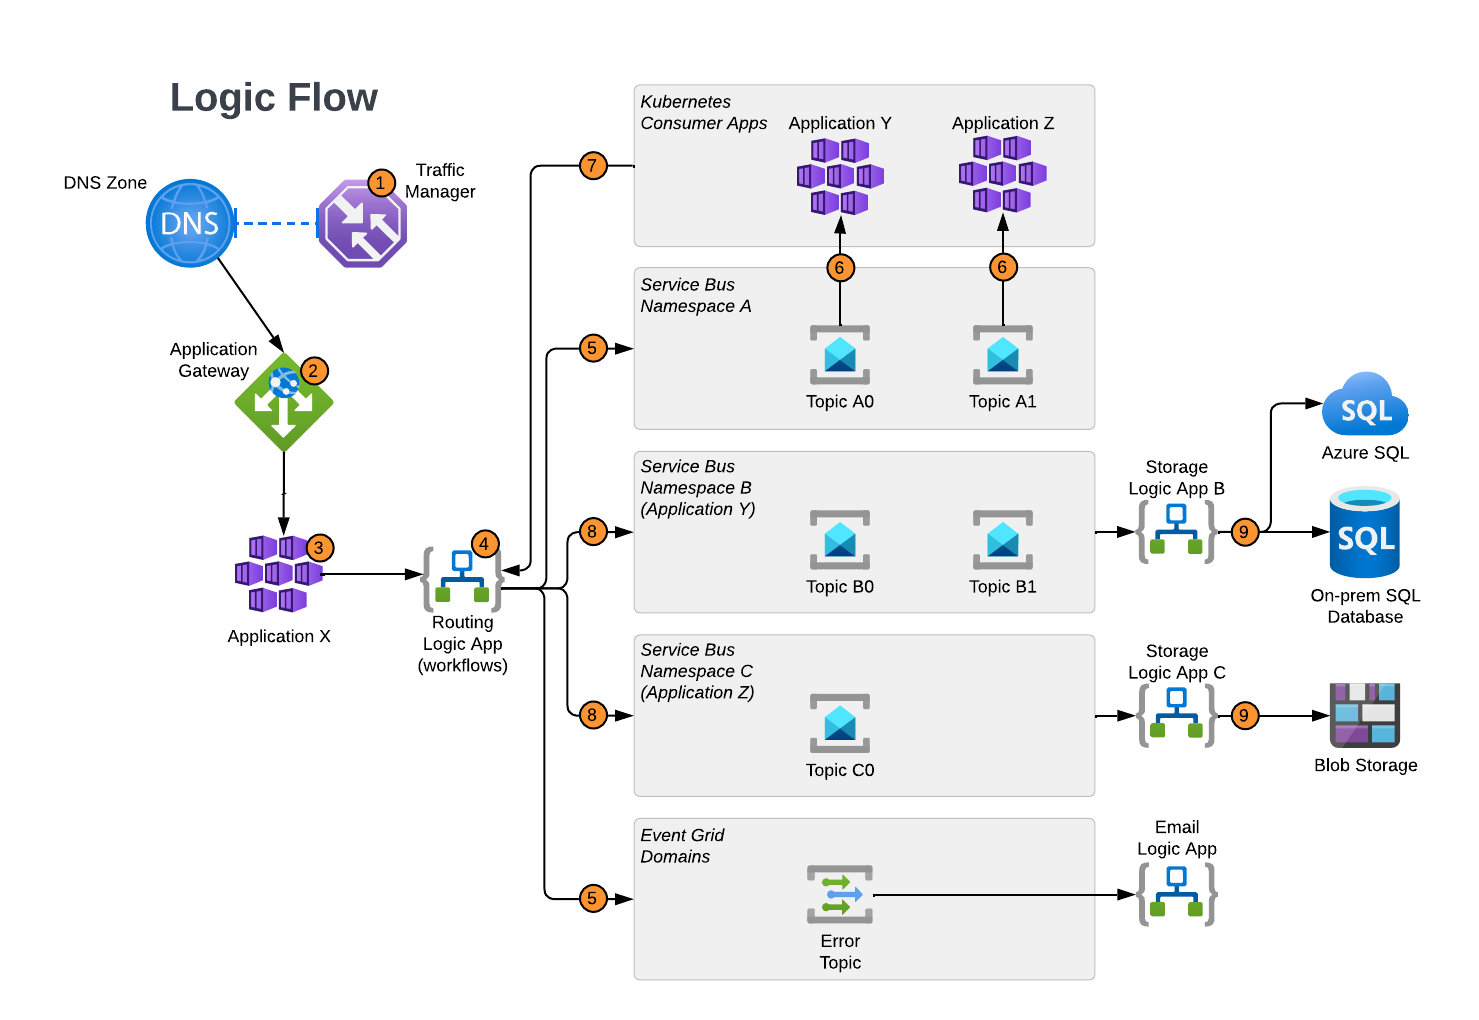 Logic Flow
DNS Zone
DNS
1
Traffic
Manager
Application
Gateway
2
3
Application X
4
Routing
Logic App
(workflows)
7
Kubernetes
Consumer Apps
Application Y
Application Z
6
6
5
Service Bus
Namespace A
Topic A0
Topic A1
8
Service Bus
Namespace B
(Application Y)
Topic B0
Topic B1
Storage
Logic App B
9
SQL
Azure SQL
SQL
On-prem SQL
Database
8
Service Bus
Namespace C
(Application Z)
Topic C0
Storage
Logic App C
9
Blob Storage
5
Event Grid
Domains
Error
Topic
Email
Logic App